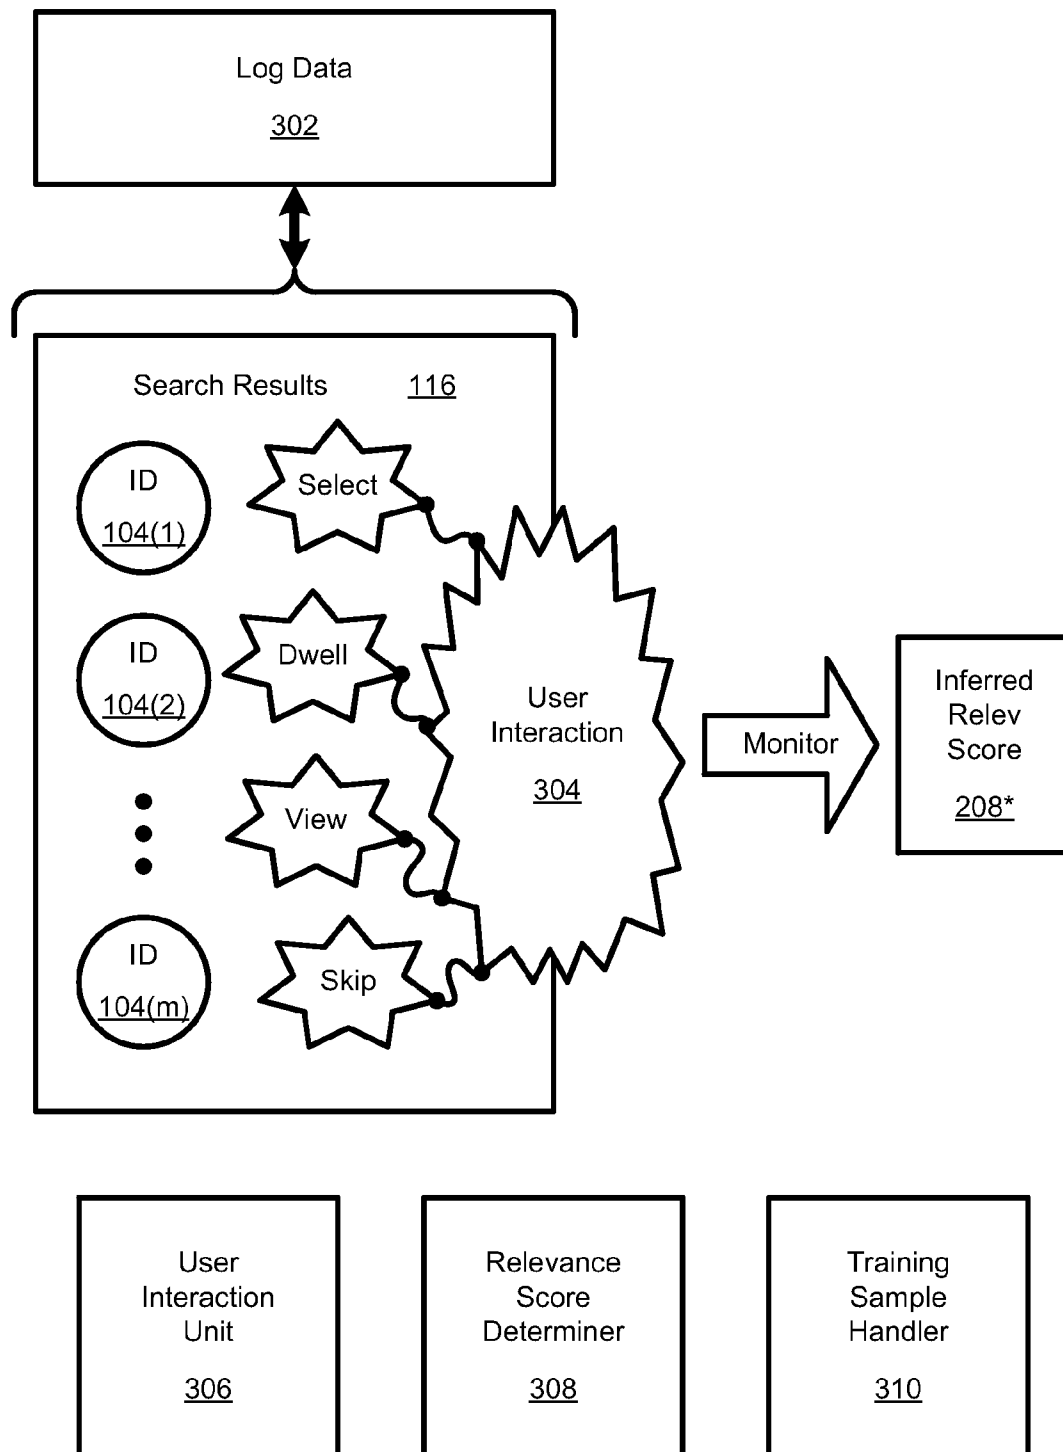 Log Data
302
Search Results 116
ID
104(1)
Select
ID
104(2)
Dwell
View
ID
104(m)
Skip
User
Interaction
304
Monitor
Inferred
Relev
Score
208*
User
Interaction
Unit
306
Relevance
Score
Determiner
308
Training
Sample
Handler
310